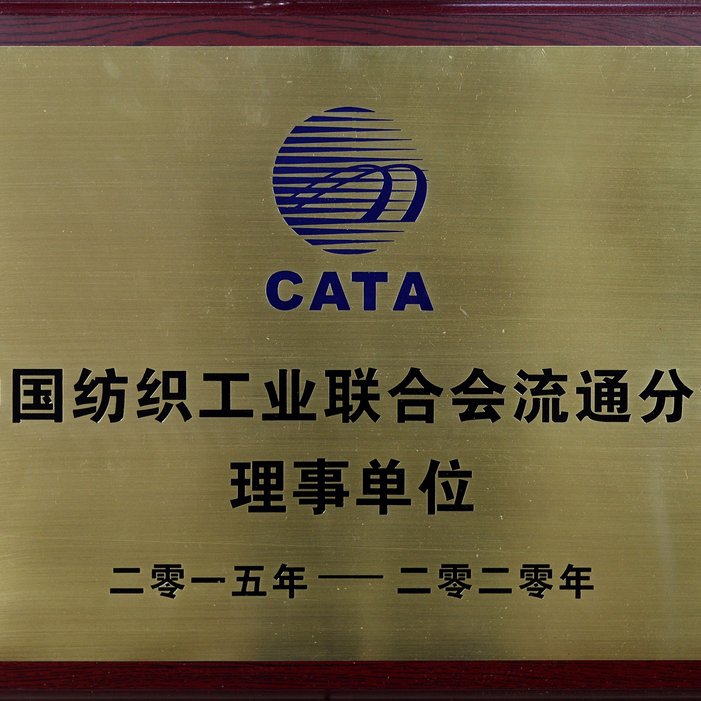 CATA
国纺织工业联合会流通分
理事单位
二零一五年——二零二零年